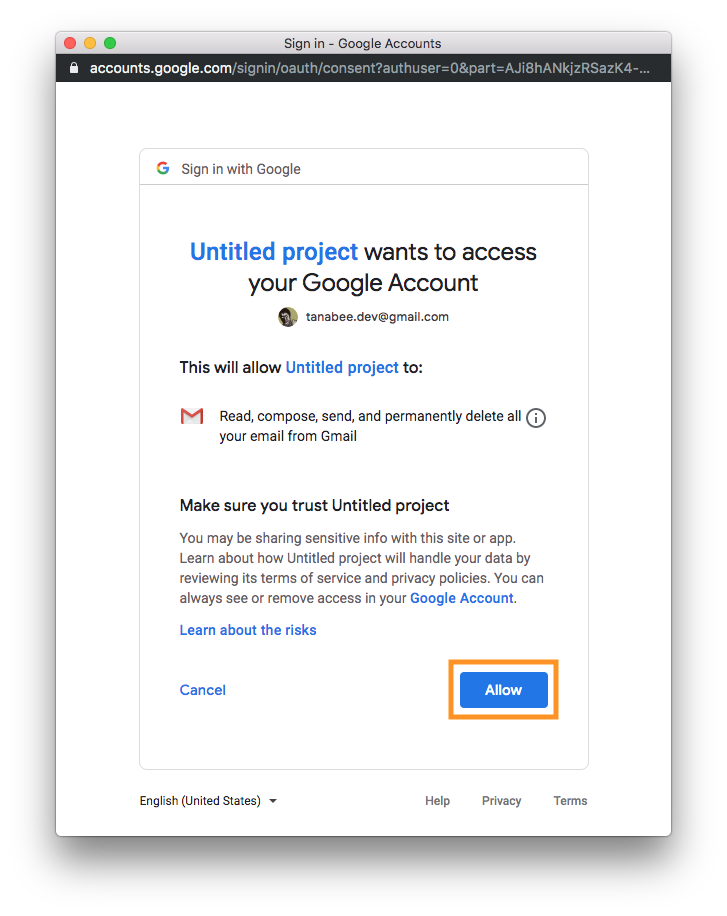 Sign in - Google Accounts
accounts.google.com/signin/oauth/consent?authuser=0&part=AJi8hANkjzRSazK4-...
Sign in with Google
Untitled project wants to access
your Google Account
tanabee.dev@gmail.com
This will allow Untitled project to:
Read, compose, send, and permanently delete all
your email from Gmail
Make sure you trust Untitled project
You may be sharing sensitive info with this site or app.
Learn about how Untitled project will handle your data by
reviewing its terms of service and privacy policies. You can
always see or remove access in your Google Account.
Learn about the risks
Cancel
Allow
English (United States)
Help
Privacy
Terms